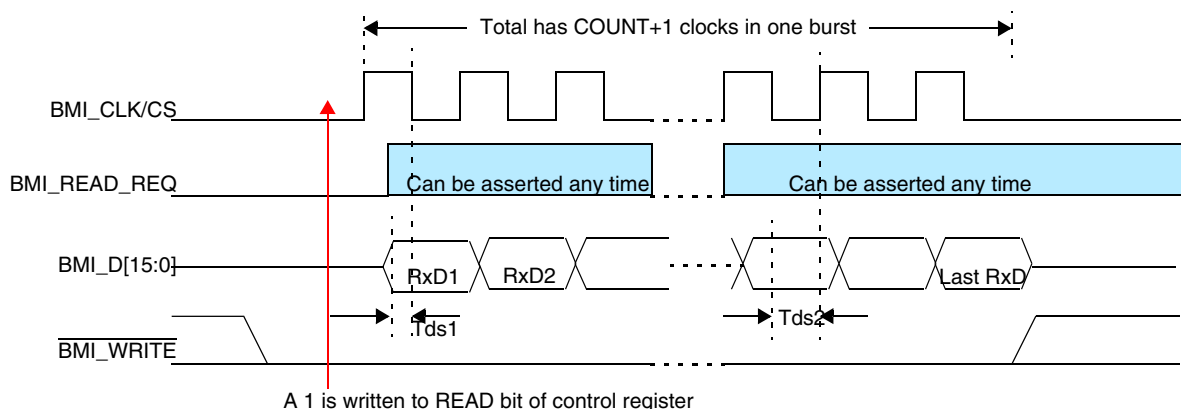 Total has COUNT+1 clocks in one burst
BMI_CLK/CS
BMI_READ_REQ
Can be asserted any time
Can be asserted any time
BMI_D[15:0]
RxD1
RxD2
Last RxD
Tds1
Tds2
BMI_WRITE
A 1 is written to READ bit of control register